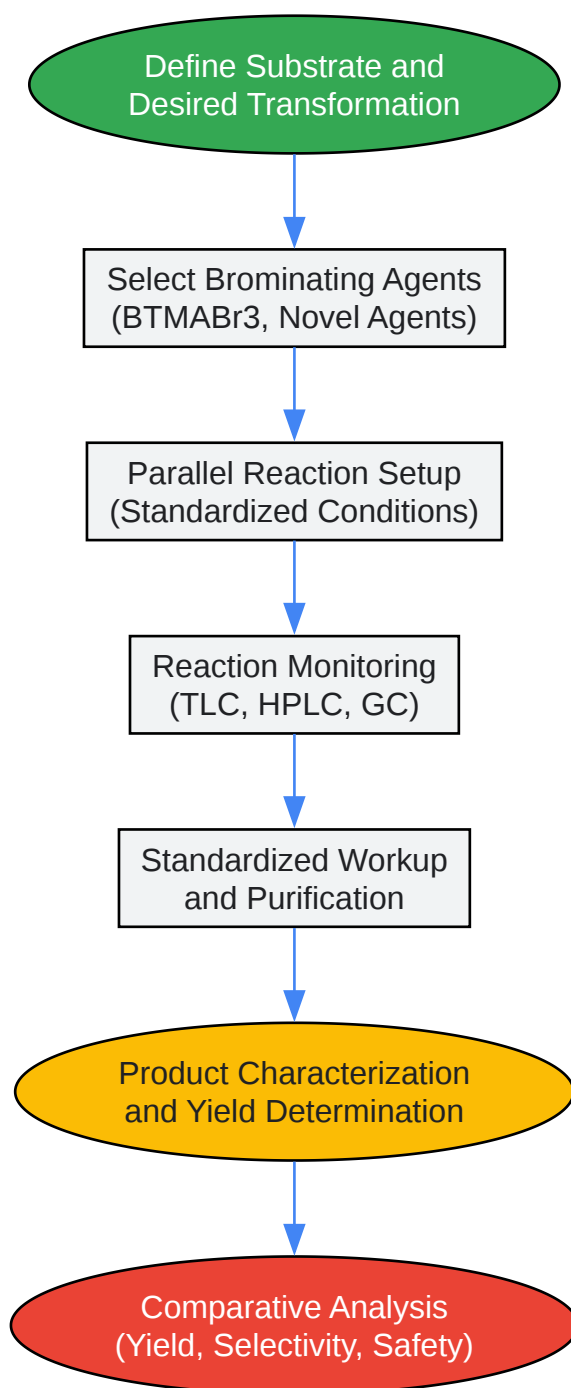 Define Substrate and
Desired Transformation
Select Brominating Agents
(BTMABr3, Novel Agents)
Parallel Reaction Setup
(Standardized Conditions)
Reaction Monitoring
(TLC, HPLC, GC)
Standardized Workup
and Purification
Product Characterization
and Yield Determination
Comparative Analysis
(Yield, Selectivity, Safety)